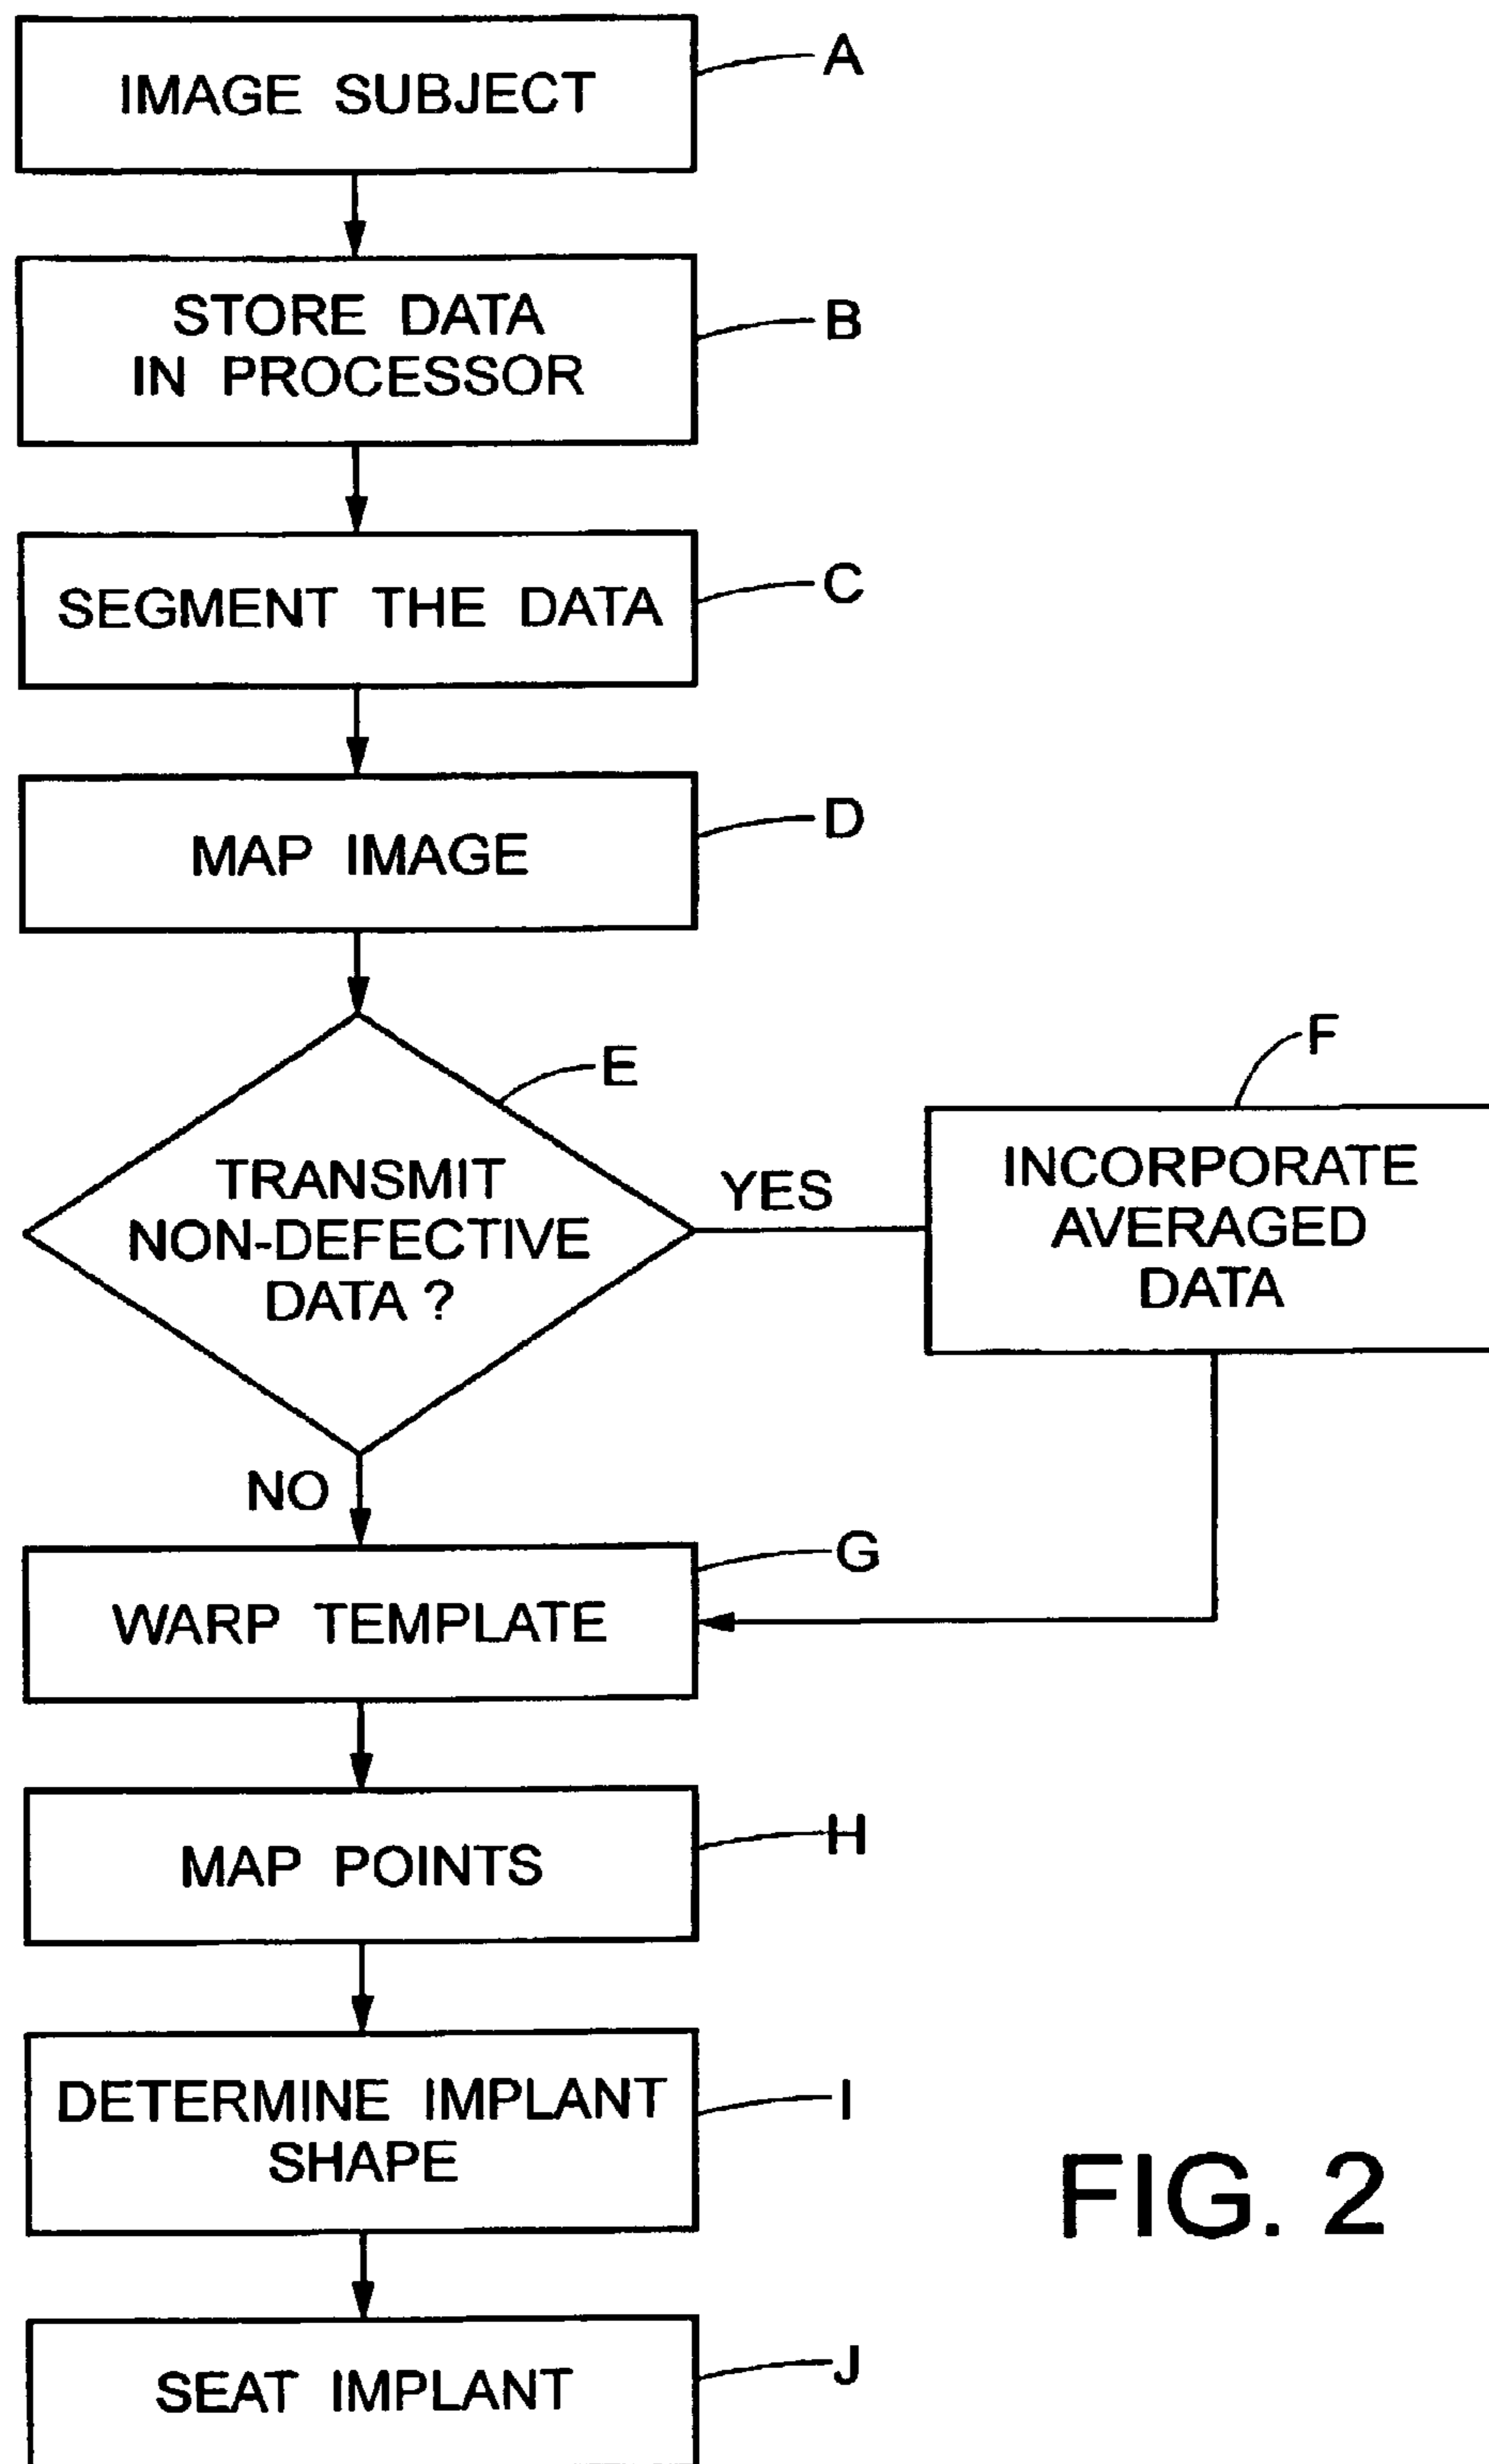 IMAGE SUBJECT
A
STORE DATA
IN PROCESSOR
B
SEGMENT THE DATA
C
MAP IMAGE
D
E
TRANSMIT
NON-DEFECTIVE
DATA ?
YES
F
INCORPORATE
AVERAGED
DATA
NO
WARP TEMPLATE
G
MAP POINTS
H
DETERMINE IMPLANT
SHAPE
I
SEAT IMPLANT
J
FIG. 2